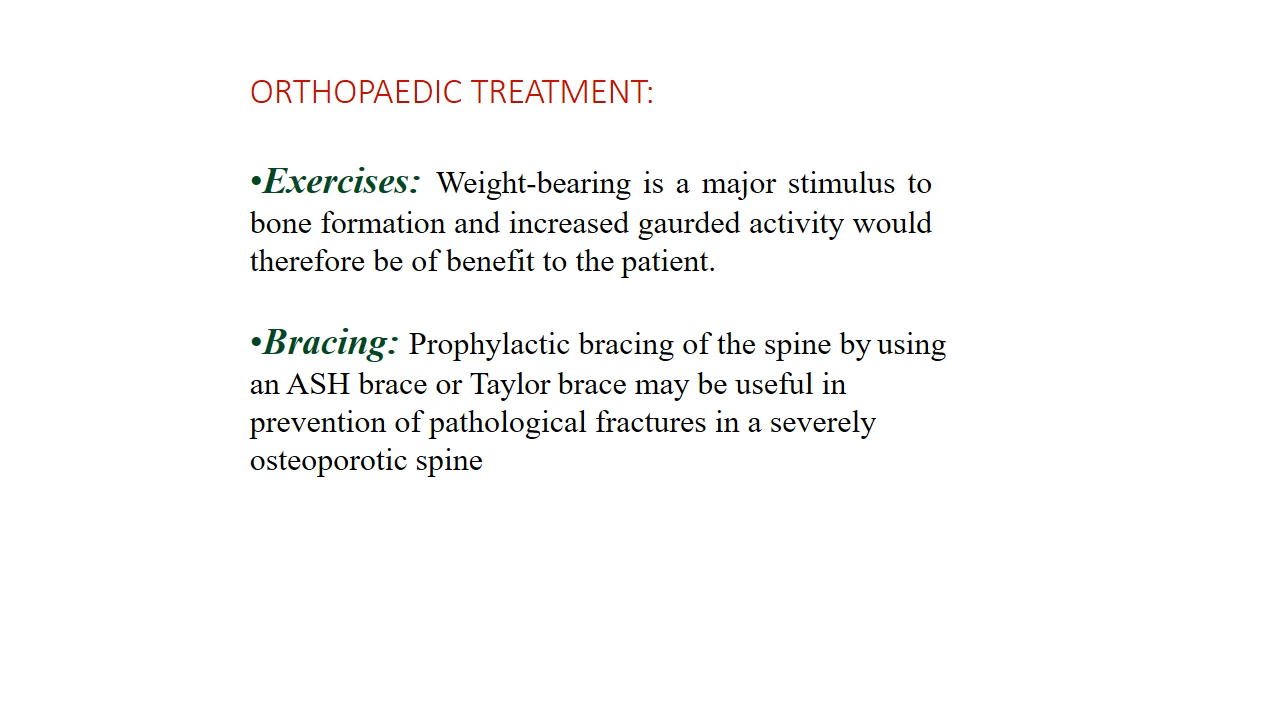 ORTHOPAEDIC TREATMENT:
•Exercises: Weight-bearing is a major stimulus to
bone formation and increased gaurded activity would
therefore be of benefit to the patient.
•Bracing: Prophylactic bracing of the spine by using
an ASH brace or Taylor brace may be useful in
prevention of pathological fractures in a severely
osteoporotic spine